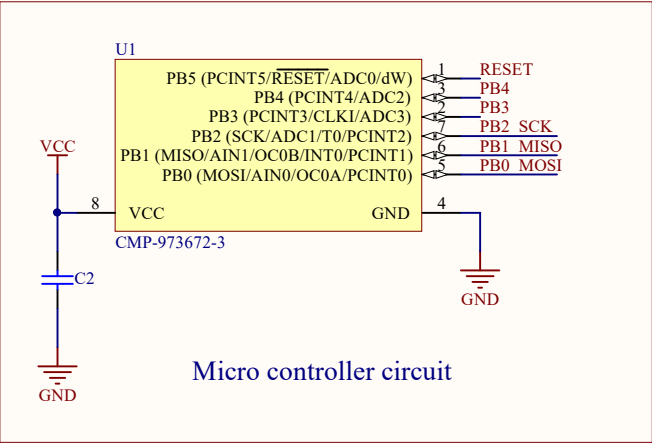 U1
PB5 (PCINT5/RESET/ADC0/dW) 1 RESET
PB4 (PCINT4/ADC2) 3 PB4
PB3 (PCINT3/CLKI/ADC3) 2 PB3
PB2 (SCK/ADC1/T0/PCINT2) 7 PB2 SCK
VCC PB1 (MISO/AIN1/OC0B/INT0/PCINT1) 6 PB1 MISO
PB0 (MOSI/AIN0/OC0A/PCINT0) 5 PB0 MOSI
8 VCC GND 4
CMP-973672-3
C2
GND
Micro controller circuit
GND